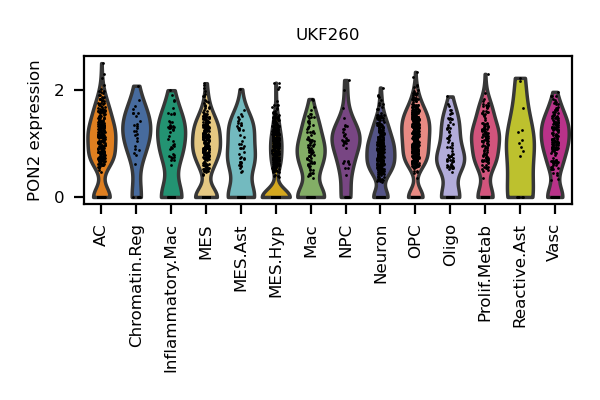 UKF260
PON2 expression
2
0
AC
Chromatin.Reg
Inflammatory.Mac
MES
MES.Ast
MES.Hyp
Mac
NPC
Neuron
OPC
Oligo
Prolif.Metab
Reactive.Ast
Vasc